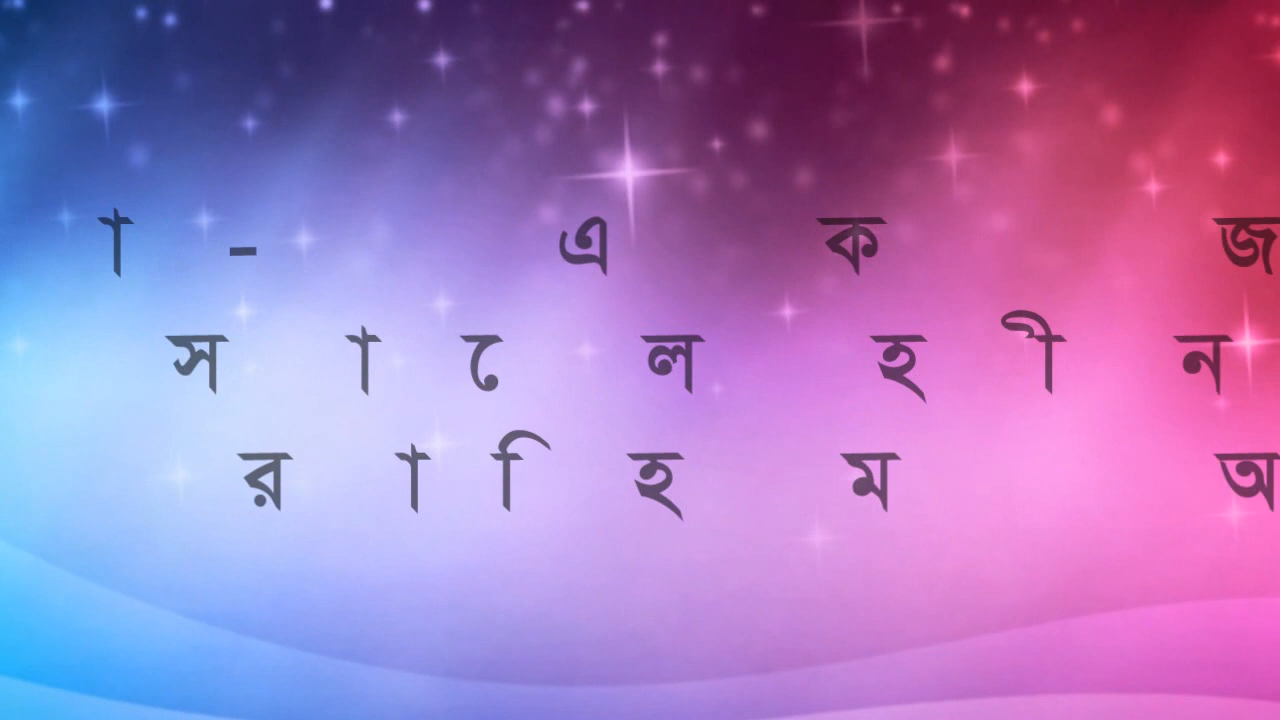 া - এ ক জ
স া ে ল হ ী ন
র া ি হ ম অ